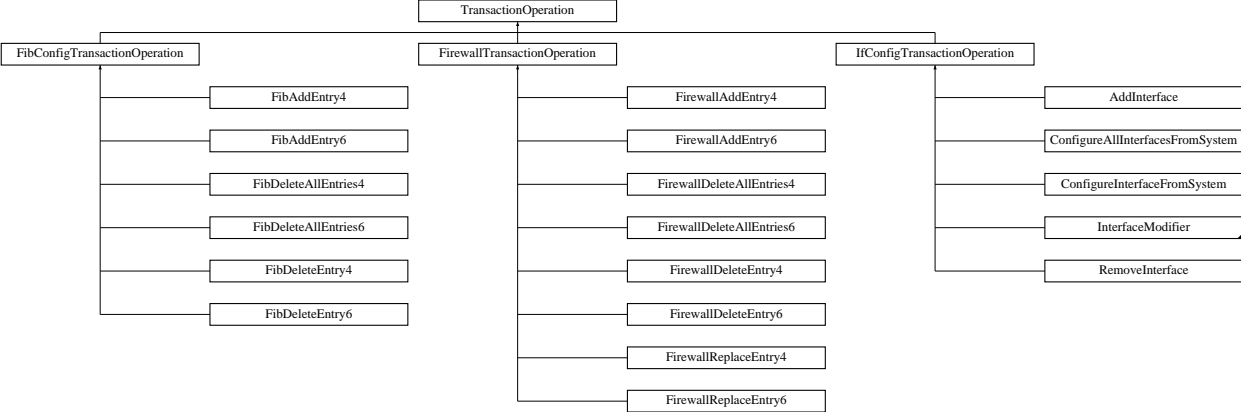 TransactionOperation
FibConfigTransactionOperation
FirewallTransactionOperation
IfConfigTransactionOperation
FibAddEntry4
FirewallAddEntry4
AddInterface
FibAddEntry6
FirewallAddEntry6
ConfigureAllInterfacesFromSystem
FibDeleteAllEntries4
FirewallDeleteAllEntries4
ConfigureInterfaceFromSystem
FibDeleteAllEntries6
FirewallDeleteAllEntries6
InterfaceModifier
FibDeleteEntry4
FirewallDeleteEntry4
RemoveInterface
FibDeleteEntry6
FirewallDeleteEntry6
FirewallReplaceEntry4
FirewallReplaceEntry6